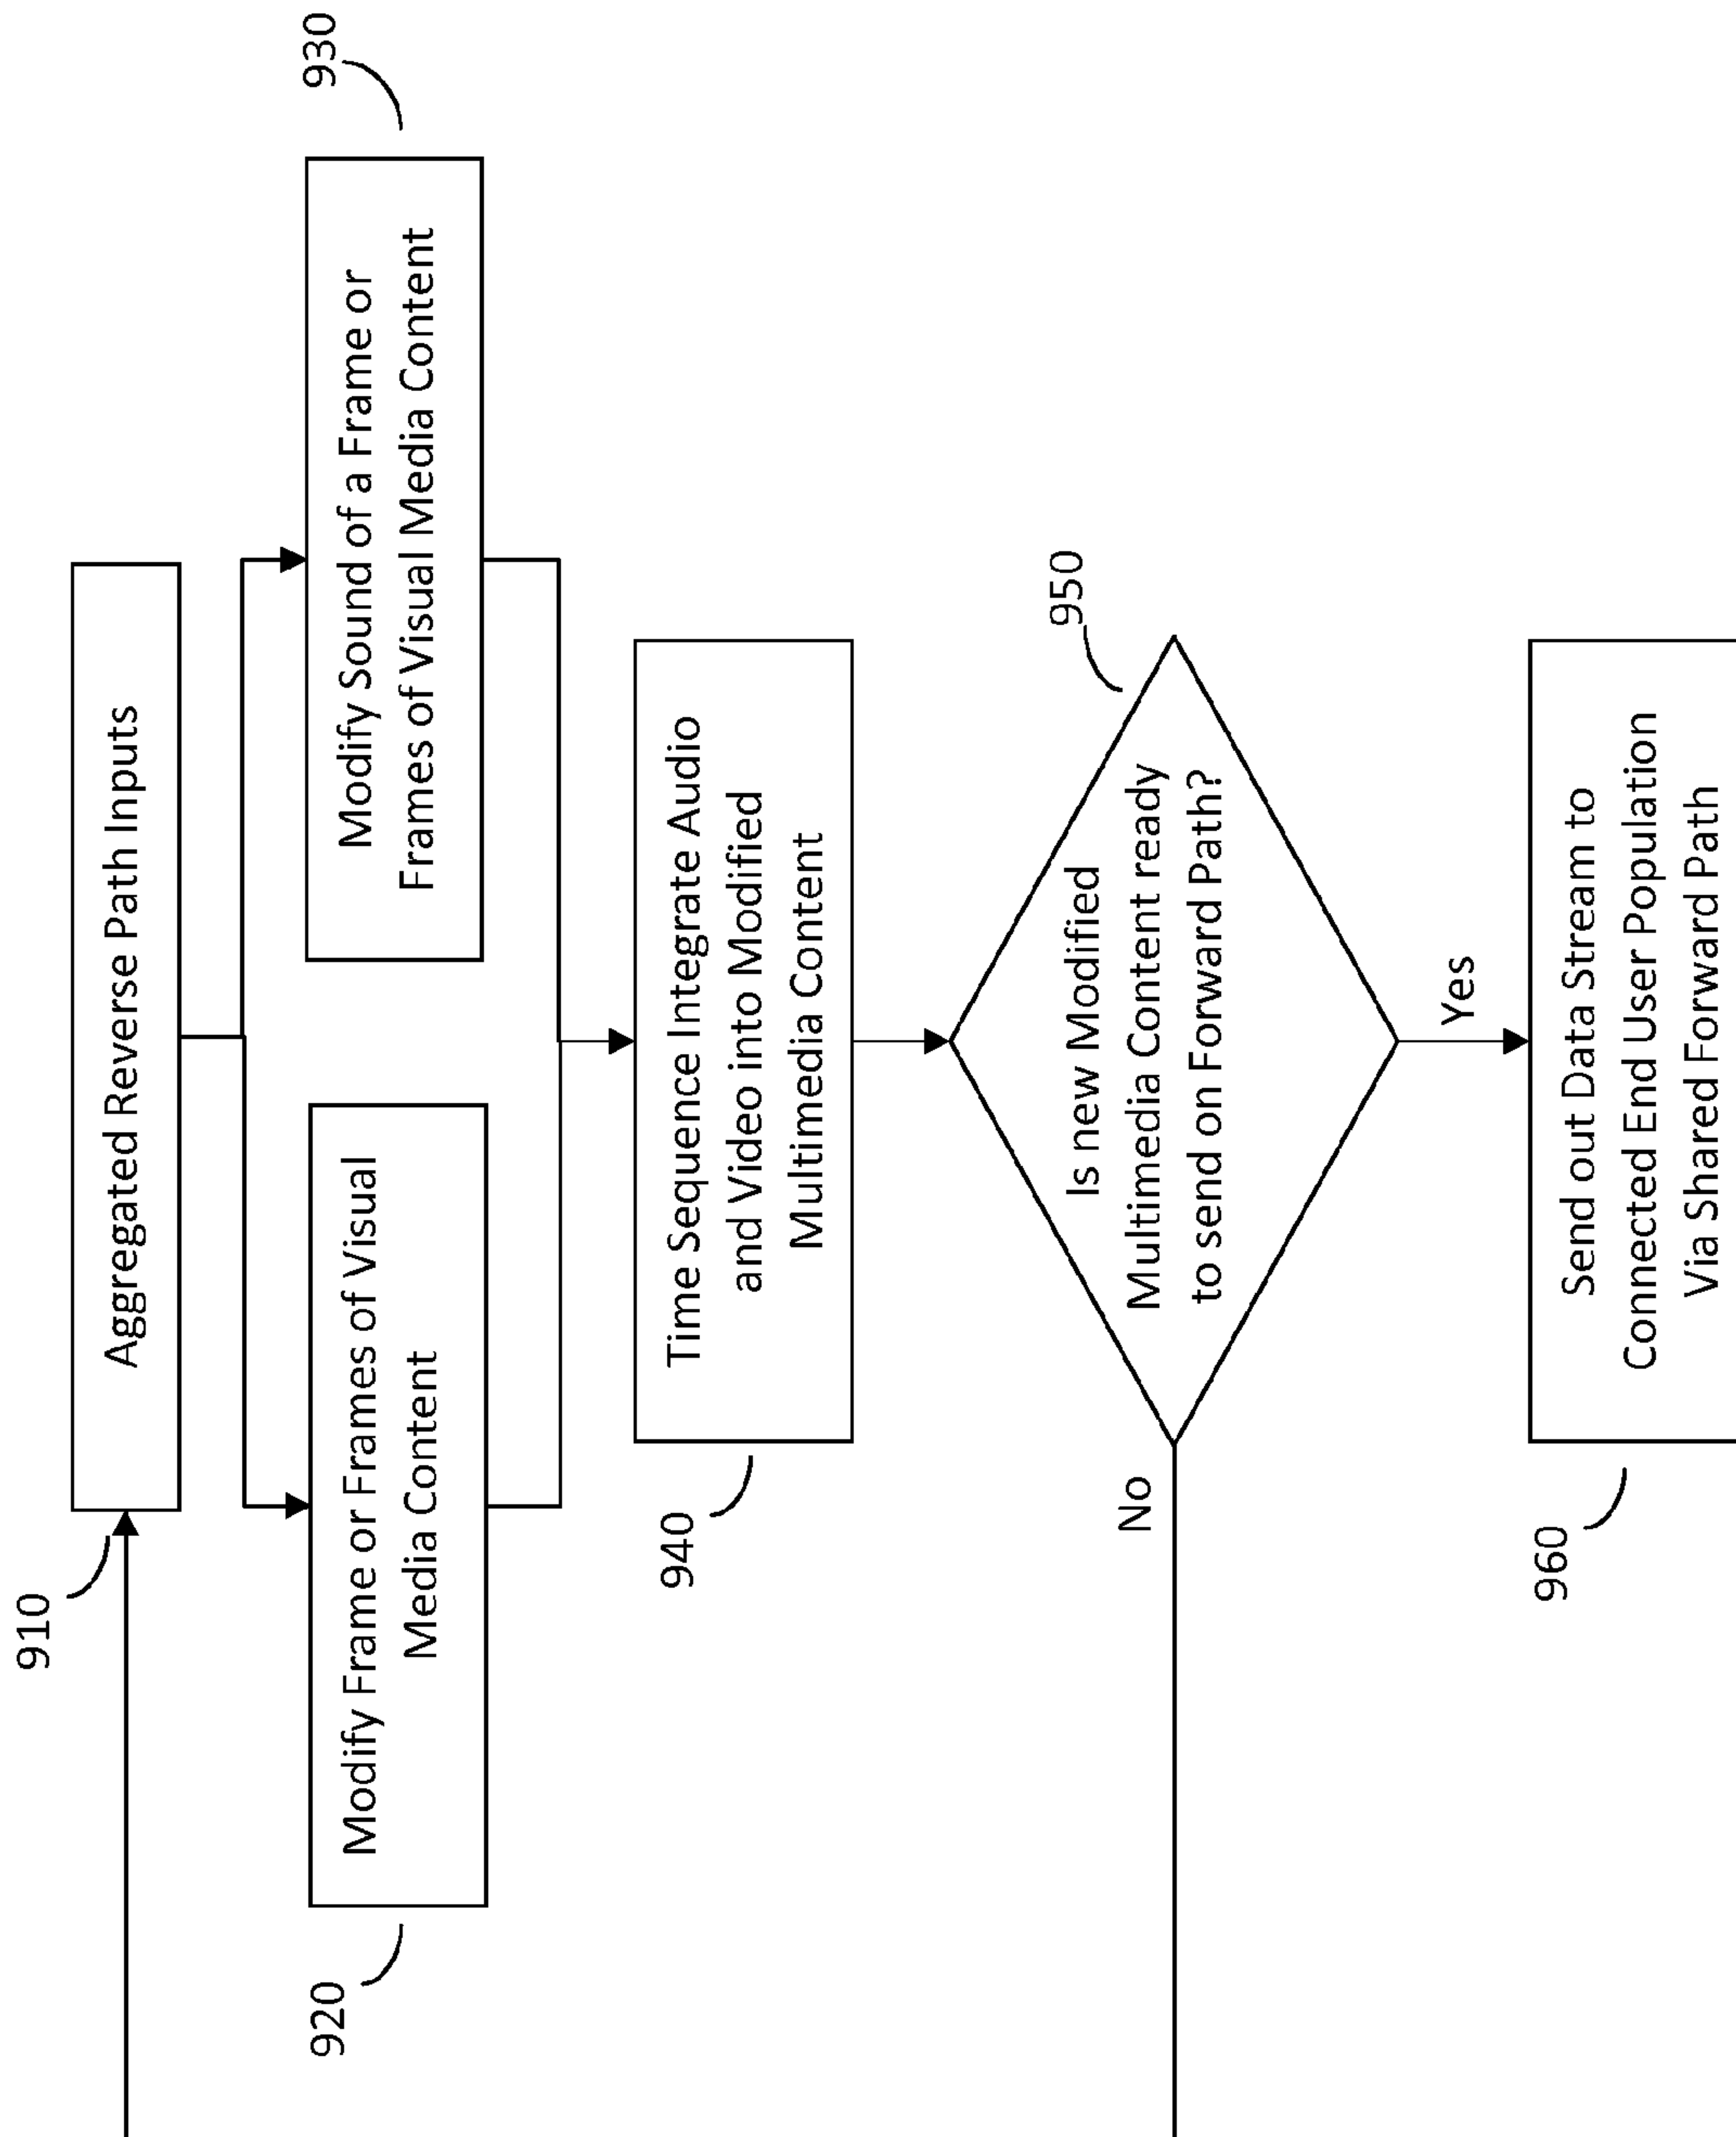 910
Aggregated Reverse Path Inputs
920
Modify Frame or Frames of Visual
Media Content
930
Modify Sound of a Frame or
Frames of Visual Media Content
940
Time Sequence Integrate Audio
and Video into Modified
Multimedia Content
950
Is new Modified
Multimedia Content ready
to send on Forward Path?
No
Yes
960
Send out Data Stream to
Connected End User Population
Via Shared Forward Path